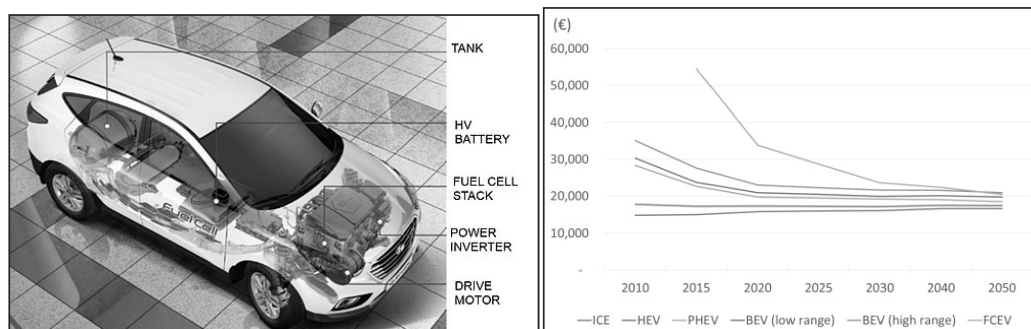 TANK
HV
BATTERY
FUEL CELL
STACK
POWER
INVERTER
DRIVE
MOTOR
Fuel Cell
(€)
60,000
50,000
40,000
30,000
20,000
10,000
-
2010 2015 2020 2025 2030 2040 2050
ICE HEV PHEV BEV (low range) BEV (high range) FCEV